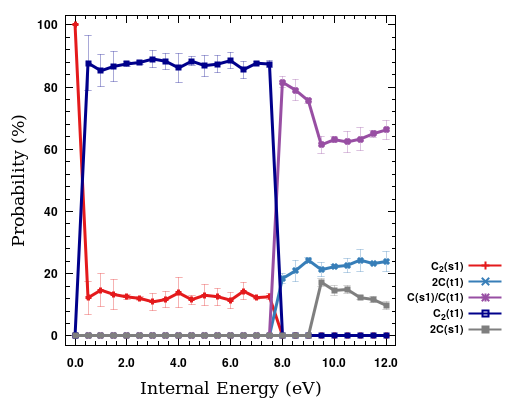 100
80
60
40
20
0
Probability (%)
0.0 2.0 4.0 6.0 8.0 10.0 12.0
Internal Energy (eV)
C₂(s1)
2C(t1)
C(s1)/C(t1)
C₂(t1)
2C(s1)